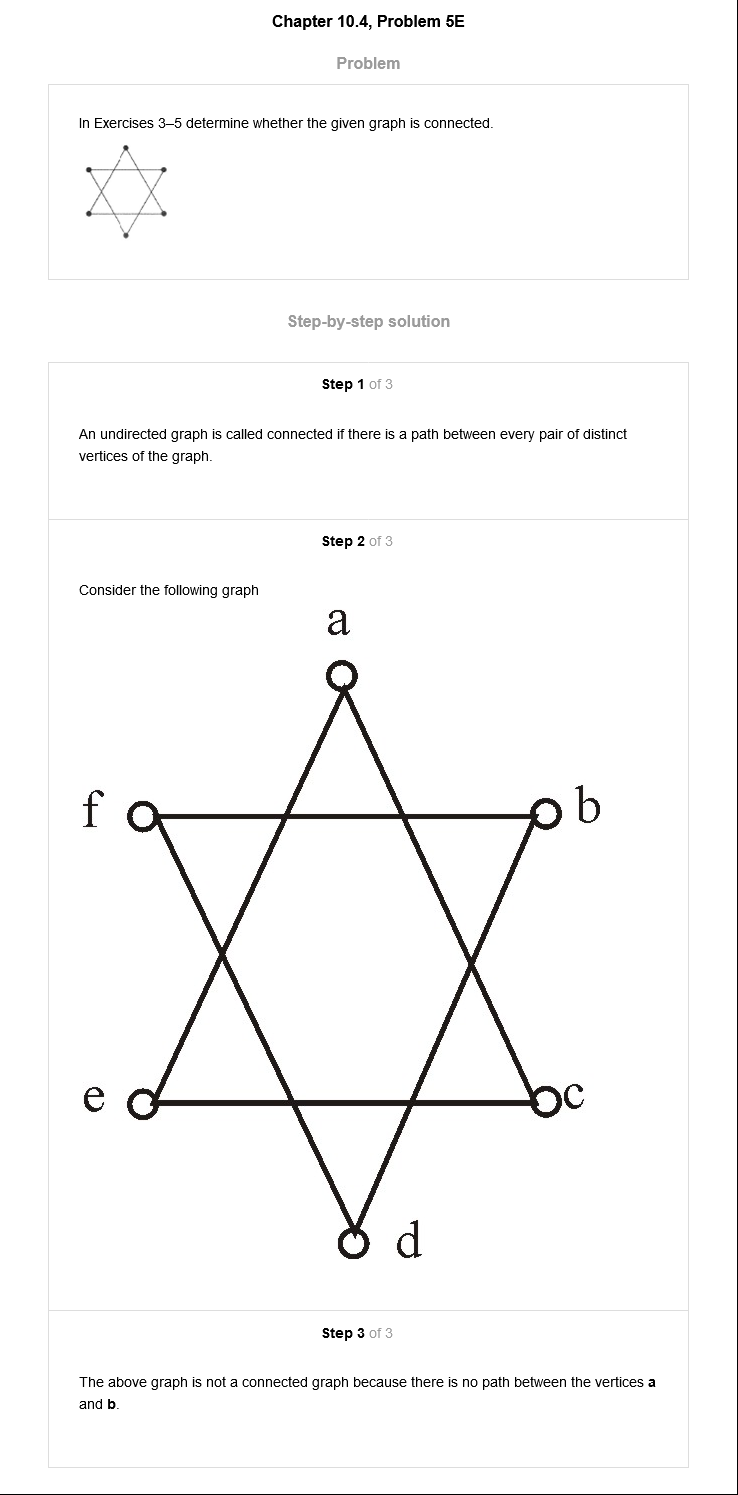 Chapter 10.4, Problem 5E
Problem
In Exercises 3–5 determine whether the given graph is connected.
Step-by-step solution
Step 1 of 3
An undirected graph is called connected if there is a path between every pair of distinct
vertices of the graph.
Step 2 of 3
Consider the following graph
a
f
b
e
c
d
Step 3 of 3
The above graph is not a connected graph because there is no path between the vertices a
and b.